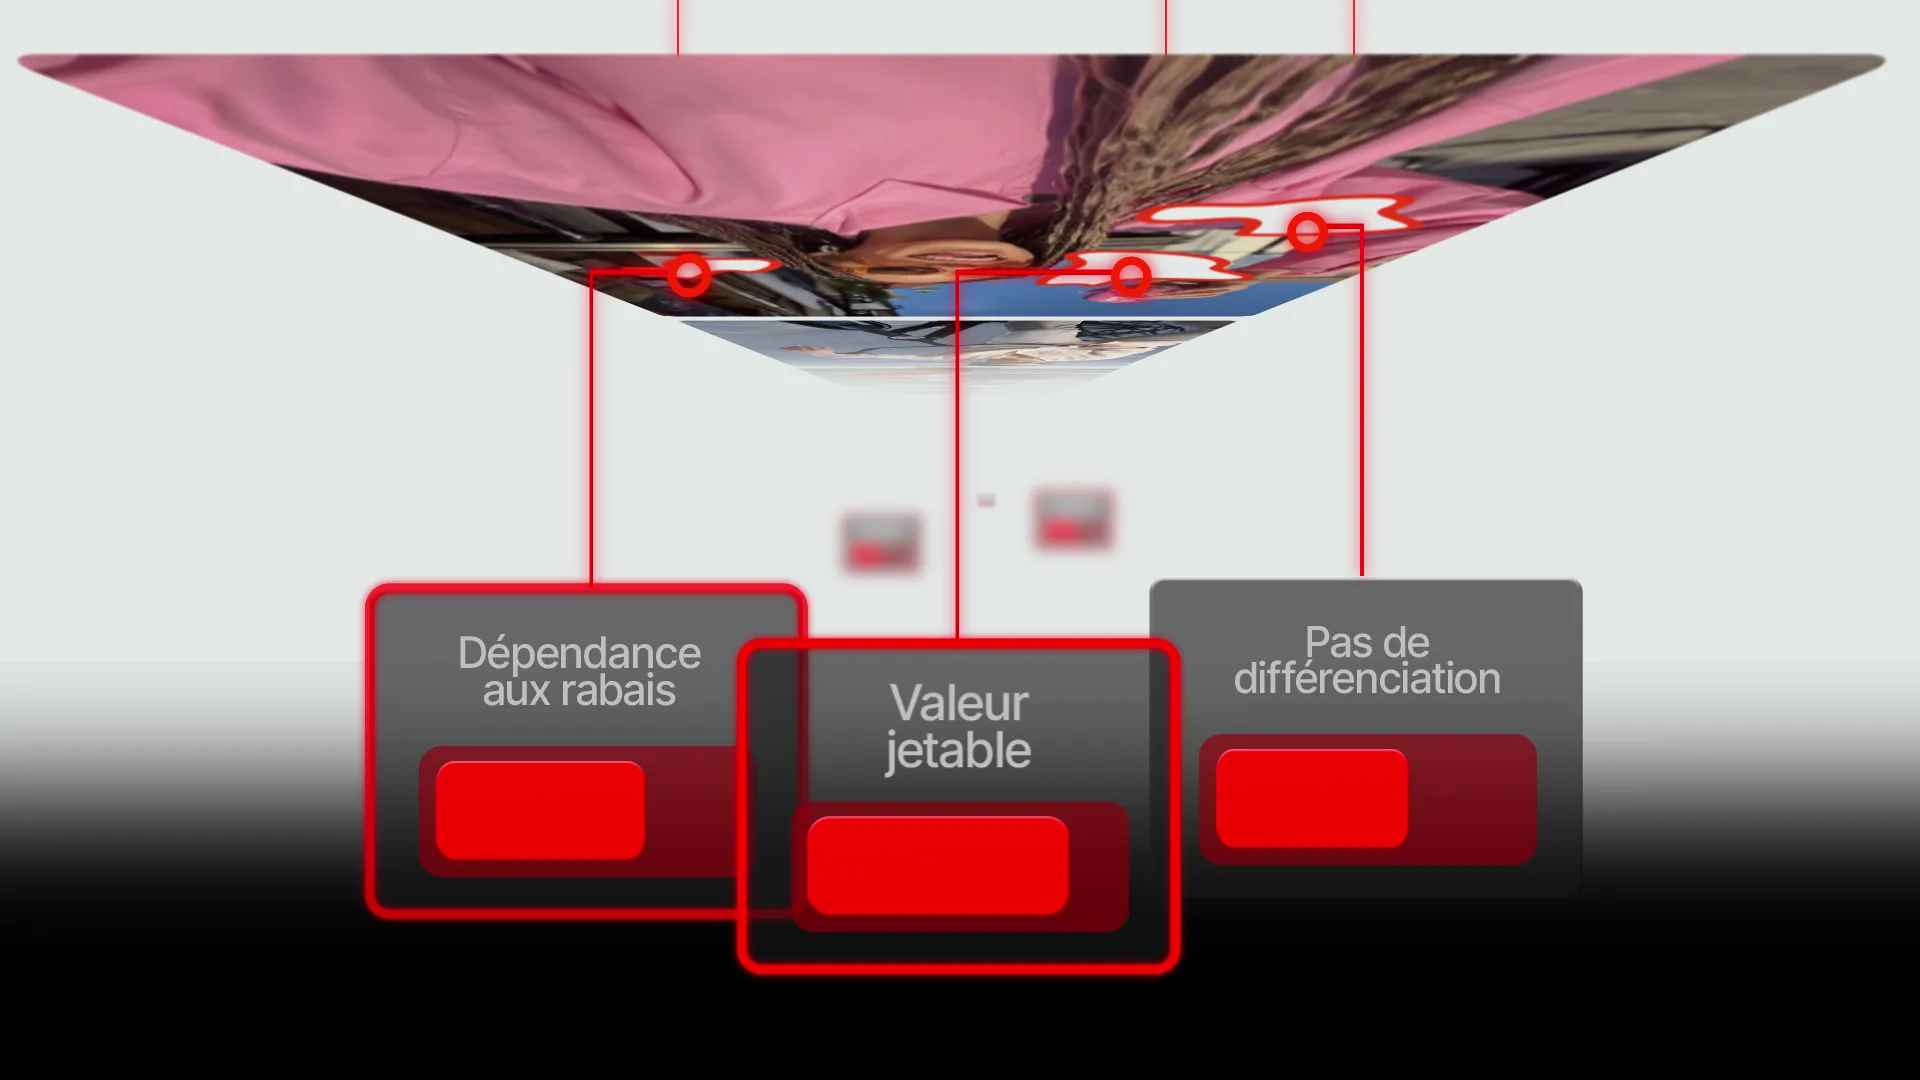 Dépendance
aux rabais
Valeur
jetable
Pas de
différenciation